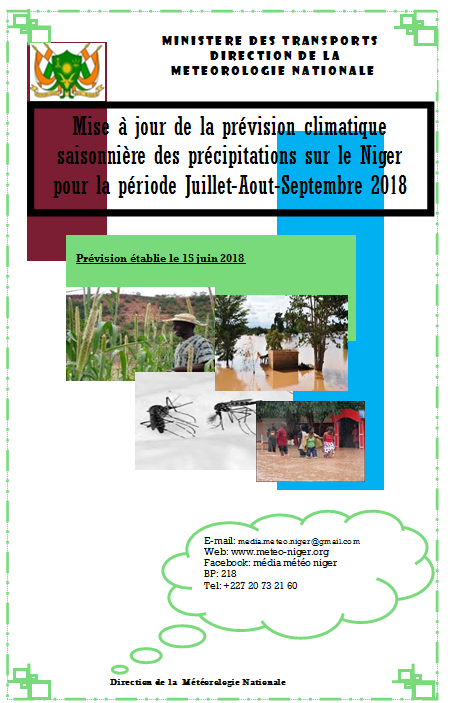 MINISTERE DES TRANSPORTS
DIRECTION DE LA
METEOROLOGIE NATIONALE
Mise à jour de la prévision climatique
saisonnière des précipitations sur le Niger
pour la période Juillet-Aout-Septembre 2018
Prévision établie le 15 juin 2018
E-mail: media.meteo.niger@gmail.com
Web: www.meteo-niger.org
Facebook: média météo niger
BP: 218
Tel: +227 20 73 21 60
Direction de la Météorologie Nationale